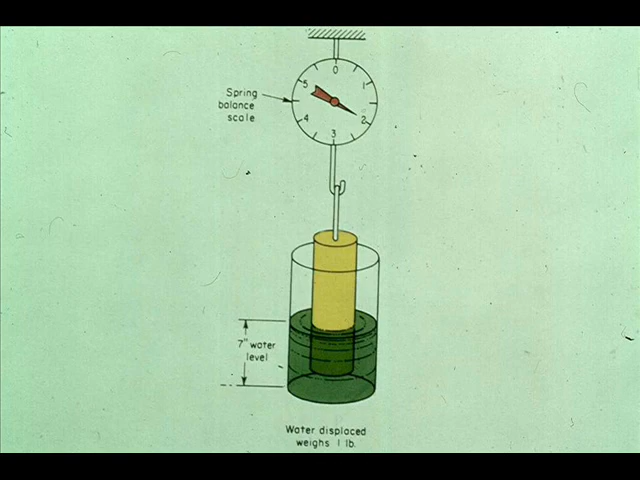 0
5
1
Spring
balance
scale
4
2
3
7" water
level
Water displaced
weighs 1 lb.